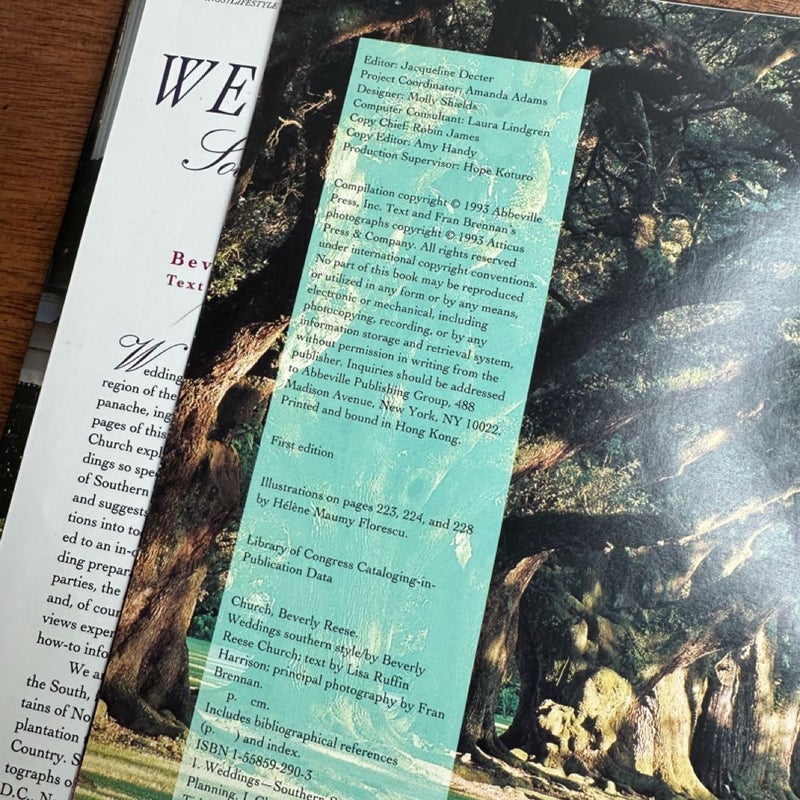 WE
So
Bev
Text
Wedding
region of the
panache, ing
pages of this
Church expl
dings so spe
of Southern
and suggests
tions into to
ed to an in-
ding prepar
parties, the
and, of cour
views exper
how-to info
We a
the South,
tains of No
plantation
Country. S
tographs o
D.C., N
Editor: Jacqueline Decter
Project Coordinator: Amanda Adams
Designer: Molly Shields
Computer Consultant: Laura Lindgren
Copy Chief: Robin James
Copy Editor: Amy Handy
Production Supervisor: Hope Koturo
Compilation copyright © 1993 Abbeville
Press, Inc. Text and Fran Brennan's
photographs copyright © 1993 Atticus
Press & Company. All rights reserved
under international copyright conventions.
No part of this book may be reproduced
or utilized in any form or by any means,
electronic or mechanical, including
photocopying, recording, or by any
information storage and retrieval system,
without permission in writing from the
publisher. Inquiries should be addressed
to Abbeville Publishing Group, 488
Madison Avenue, New York, NY 10022.
Printed and bound in Hong Kong.
First edition
Illustrations on pages 223, 224, and 228
by Hélène Maumy Florescu.
Library of Congress Cataloging-in-
Publication Data
Church, Beverly Reese.
Weddings southern style/by Beverly
Reese Church; text by Lisa Ruffin
Harrison; principal photography by Fran
Brennan.
p. cm.
Includes bibliographical references
(p. ) and index.
ISBN 1-55859-290-3
1. Weddings—Southern S
Planning. I. Ch